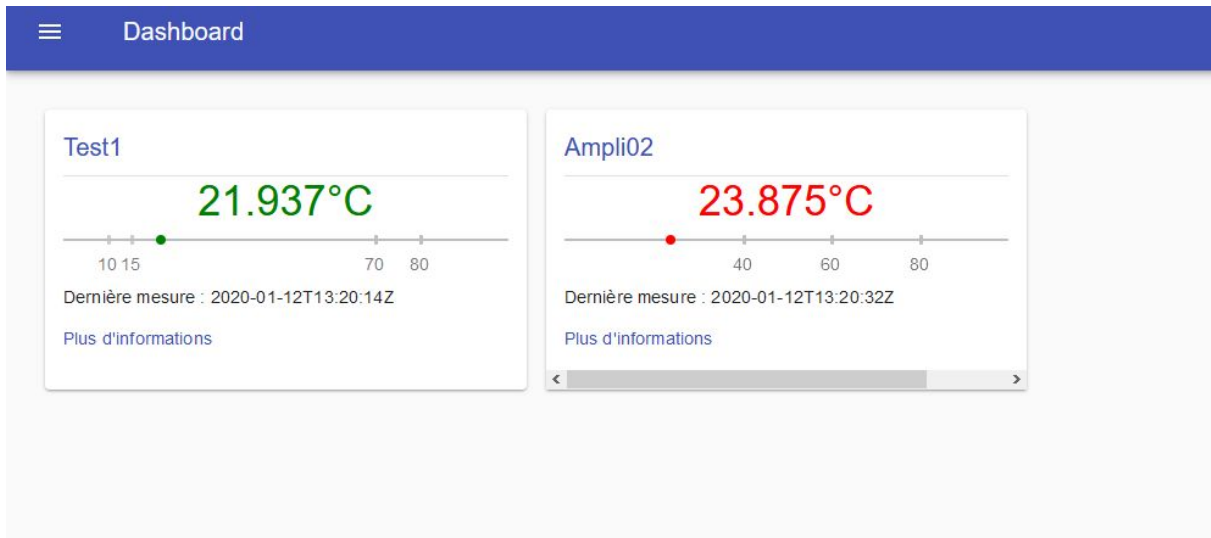 Dashboard
Test1
21.937°C
10 15 70 80
Dernière mesure : 2020-01-12T13:20:14Z
Plus d'informations
Ampli02
23.875°C
40 60 80
Dernière mesure : 2020-01-12T13:20:32Z
Plus d'informations